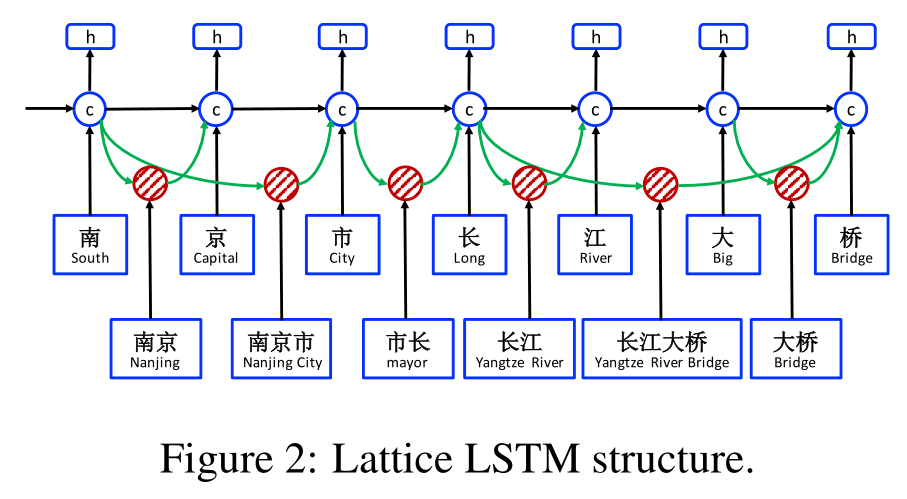 h h h h h h h
c c c c c c c
南 京 市 长 江 大 桥
South Capital City Long River Big Bridge
南京 南京市 市长 长江 长江大桥 大桥
Nanjing Nanjing City mayor Yangtze River Yangtze River Bridge Bridge
Figure 2: Lattice LSTM structure.